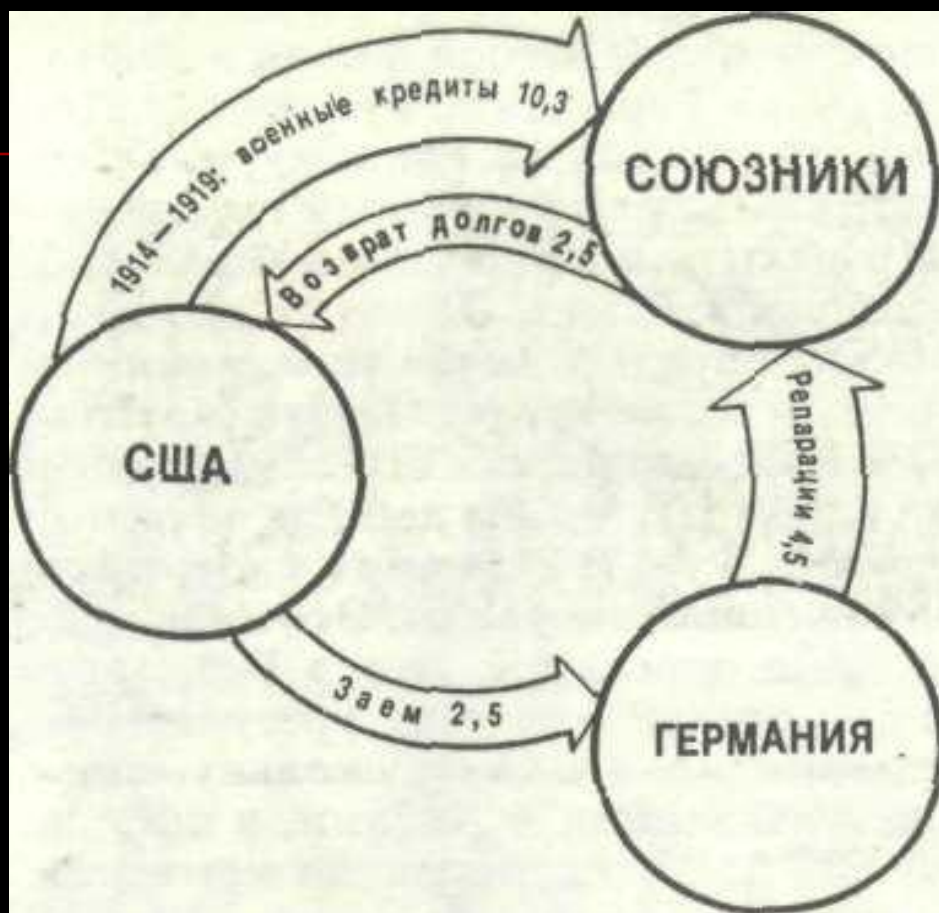 1914—1919: военные кредиты 10,3
СОЮЗНИКИ
Возврат долгов 2,5
США
Репарации 4,5
Заем 2,5
ГЕРМАНИЯ